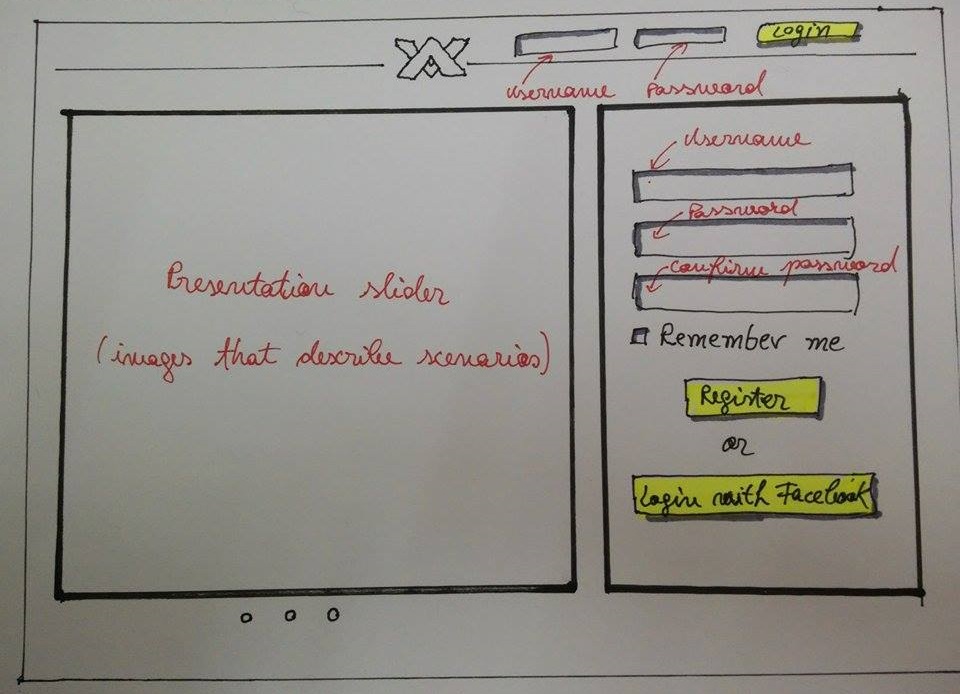 Login
Username
Password
Username
Password
Confirm password
Presentation slider
(images that describe scenarios)
Remember me
Register
or
Login with Facebook